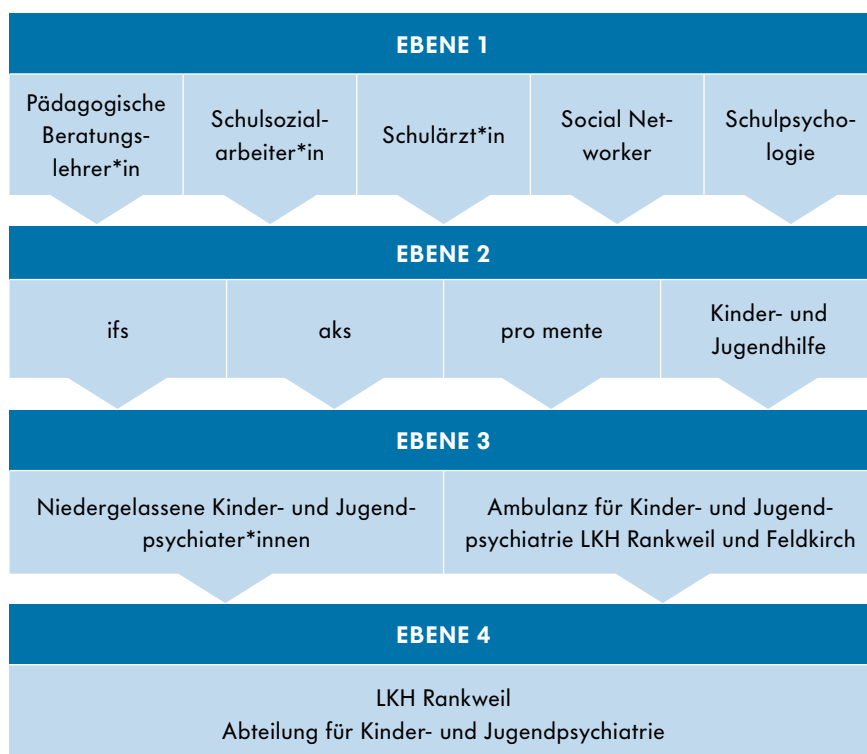 EBENE 1
Pädagogische
Beratungs-
lehrer*in
Schulsozial-
arbeiter*in
Schulärzt*in
Social Net-
worker
Schulpsycho-
logie
EBENE 2
ifs
aks
pro mente
Kinder- und
Jugendhilfe
EBENE 3
Niedergelassene Kinder- und Jugend-
psychiater*innen
Ambulanz für Kinder- und Jugend-
psychiatrie LKH Rankweil und Feldkirch
EBENE 4
LKH Rankweil
Abteilung für Kinder- und Jugendpsychiatrie